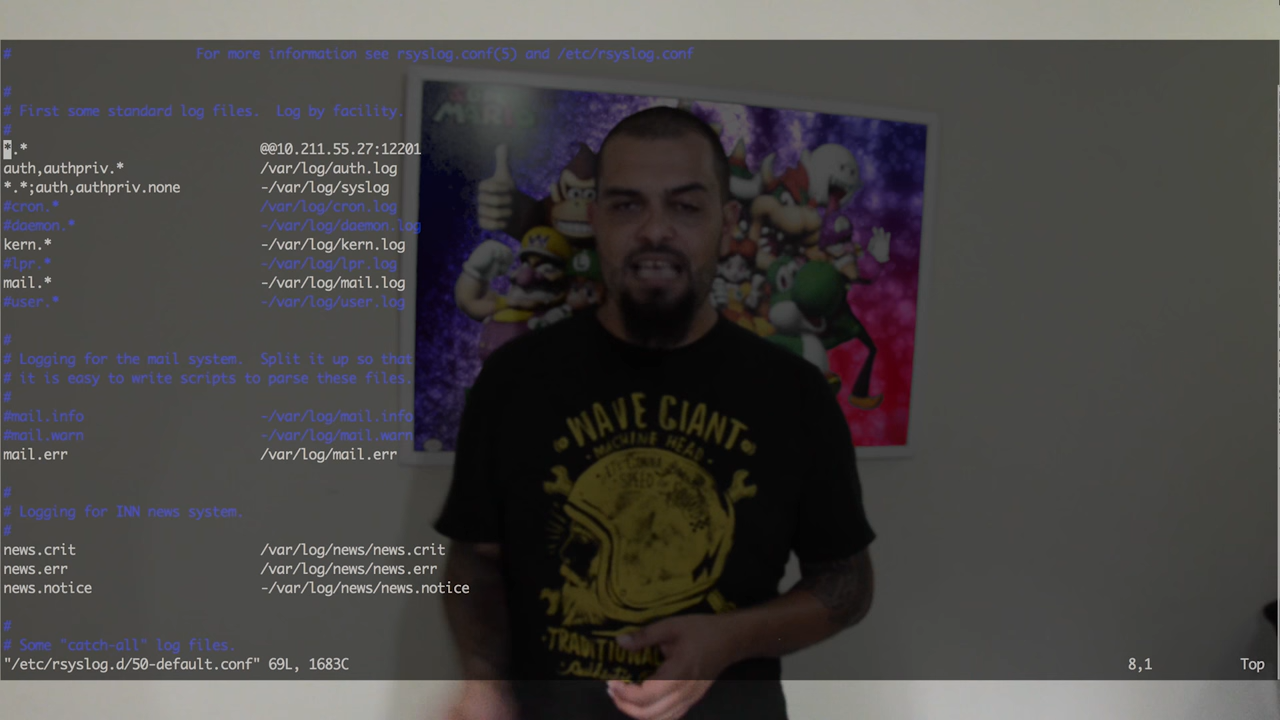 # For more information see rsyslog.conf(5) and /etc/rsyslog.conf
#
# First some standard log files. Log by facility.
#
*.* @@10.211.55.27:12201
auth,authpriv.* /var/log/auth.log
*.*;auth,authpriv.none -/var/log/syslog
#cron.* /var/log/cron.log
#daemon.* -/var/log/daemon.log
kern.* -/var/log/kern.log
#lpr.* -/var/log/lpr.log
mail.* -/var/log/mail.log
#user.* -/var/log/user.log
#
# Logging for the mail system. Split it up so that
# it is easy to write scripts to parse these files.
#
#mail.info -/var/log/mail.info
#mail.warn -/var/log/mail.warn
mail.err /var/log/mail.err
#
# Logging for INN news system.
#
news.crit /var/log/news/news.crit
news.err /var/log/news/news.err
news.notice -/var/log/news/news.notice
#
# Some "catch-all" log files.
"/etc/rsyslog.d/50-default.conf" 69L, 1683C 8,1 Top
MARIO
WAVE GIANT
MACHINE HEAD
SPEED
TRADITIONAL